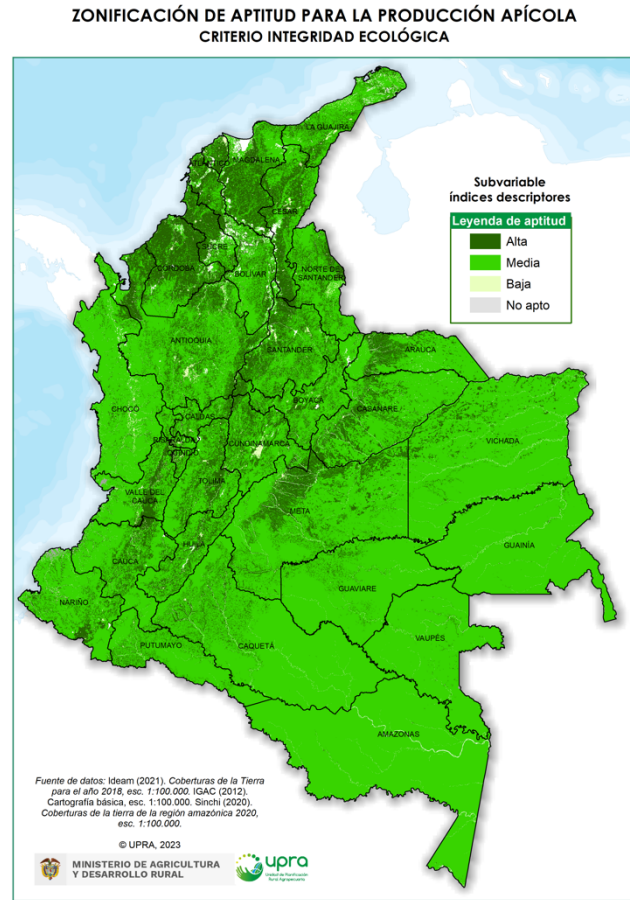 ZONIFICACIÓN DE APTITUD PARA LA PRODUCCIÓN APÍCOLA
CRITERIO INTEGRIDAD ECOLÓGICA
LA GUAJIRA
MAGDALENA
CESAR
SUCRE
CÓRDOBA
BOLÍVAR
NORTE DE
SANTANDER
ANTIOQUIA
SANTANDER
ARAUCA
CHOCÓ
BOYACÁ
CASANARE
CALDAS
CUNDINAMARCA
VICHADA
TOLIMA
VALLE DEL
CAUCA
META
HUILA
GUAINÍA
CAUCA
GUAVIARE
NARIÑO
VAUPÉS
PUTUMAYO
CAQUETÁ
AMAZONAS
Subvariable
índices descriptores
Leyenda de aptitud
Alta
Media
Baja
No apto
Fuente de datos: Ideam (2021). Coberturas de la Tierra
para el año 2018, esc. 1:100.000. IGAC (2012).
Cartografía básica, esc. 1:100.000. Sinchi (2020).
Coberturas de la tierra de la región amazónica 2020,
esc. 1:100.000.
© UPRA, 2023
MINISTERIO DE AGRICULTURA
Y DESARROLLO RURAL
upra
Unidad de Planificación
Rural Agropecuaria